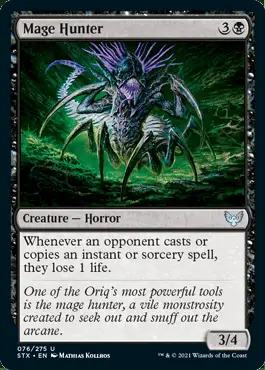 Mage Hunter 3
Creature — Horror
Whenever an opponent casts or
copies an instant or sorcery spell,
they lose 1 life.
One of the Oriq's most powerful tools
is the mage hunter, a vile monstrosity
created to seek out and snuff out the
arcane.
3/4
076/275 U
STX • EN MATHIAS KOLLROS
™ & © 2021 Wizards of the Coast